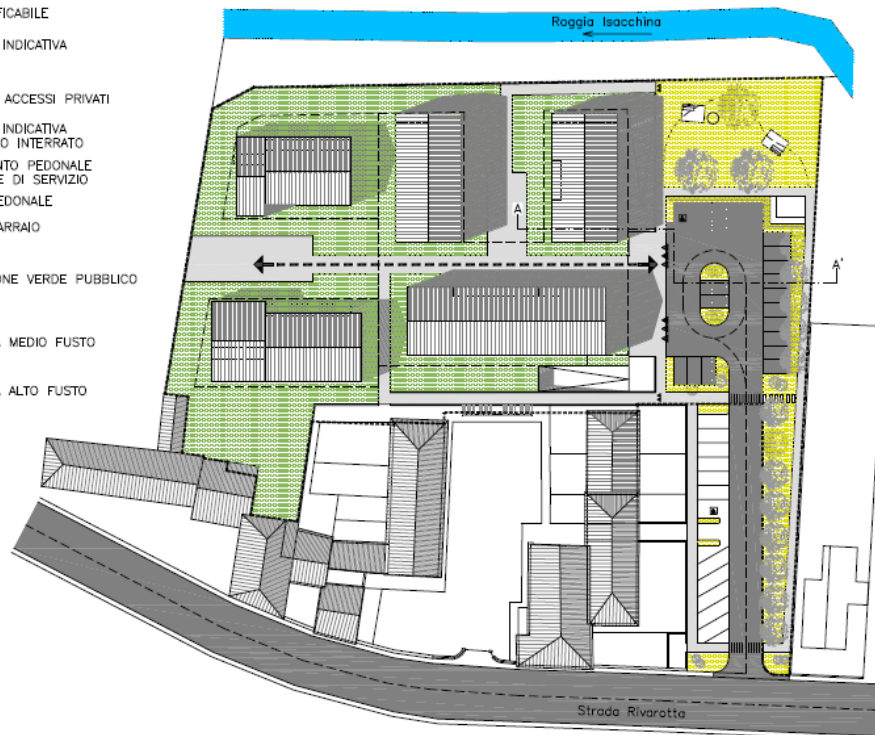 FICABILE
INDICATIVA
ACCESSI PRIVATI
INDICATIVA
O INTERRATO
NTO PEDONALE
E DI SERVIZIO
EDONALE
ARRAIO
ONE VERDE PUBBLICO
MEDIO FUSTO
ALTO FUSTO
Roggia Isacchina
A
A'
Strada Rivarotta